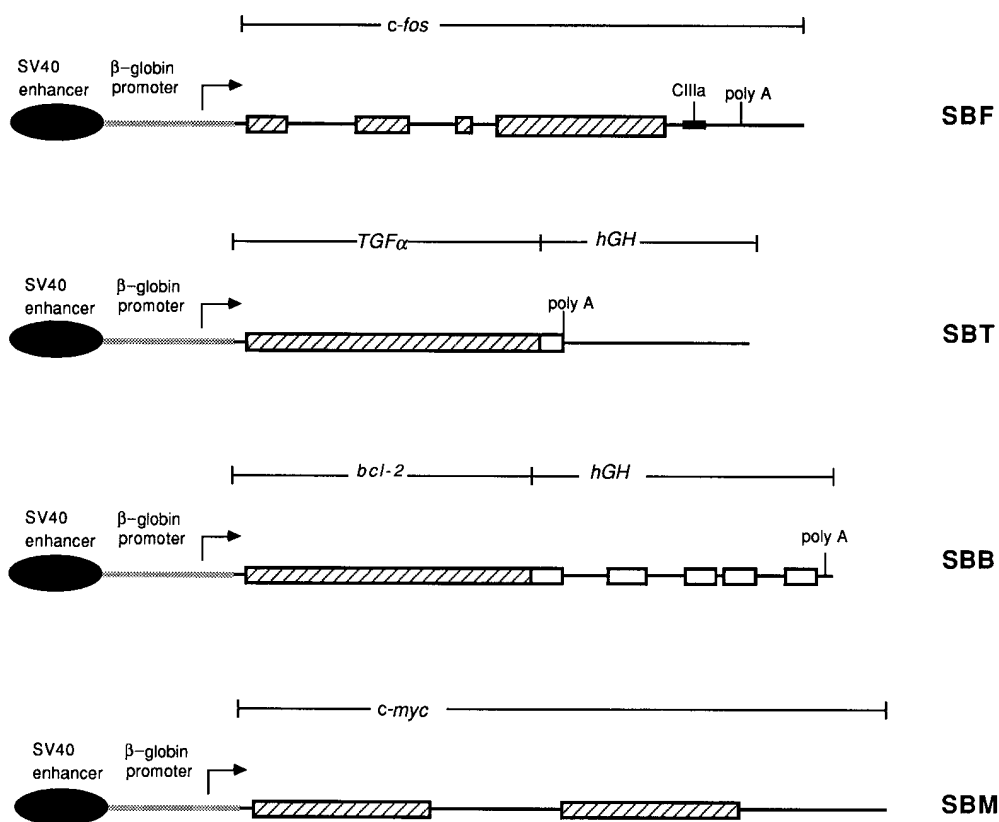 c-fos
SV40
enhancer
β-globin
promoter
CIIIa
poly A
SBF
TGFα
hGH
SV40
enhancer
β-globin
promoter
poly A
SBT
bcl-2
hGH
SV40
enhancer
β-globin
promoter
poly A
SBB
c-myc
SV40
enhancer
β-globin
promoter
SBM